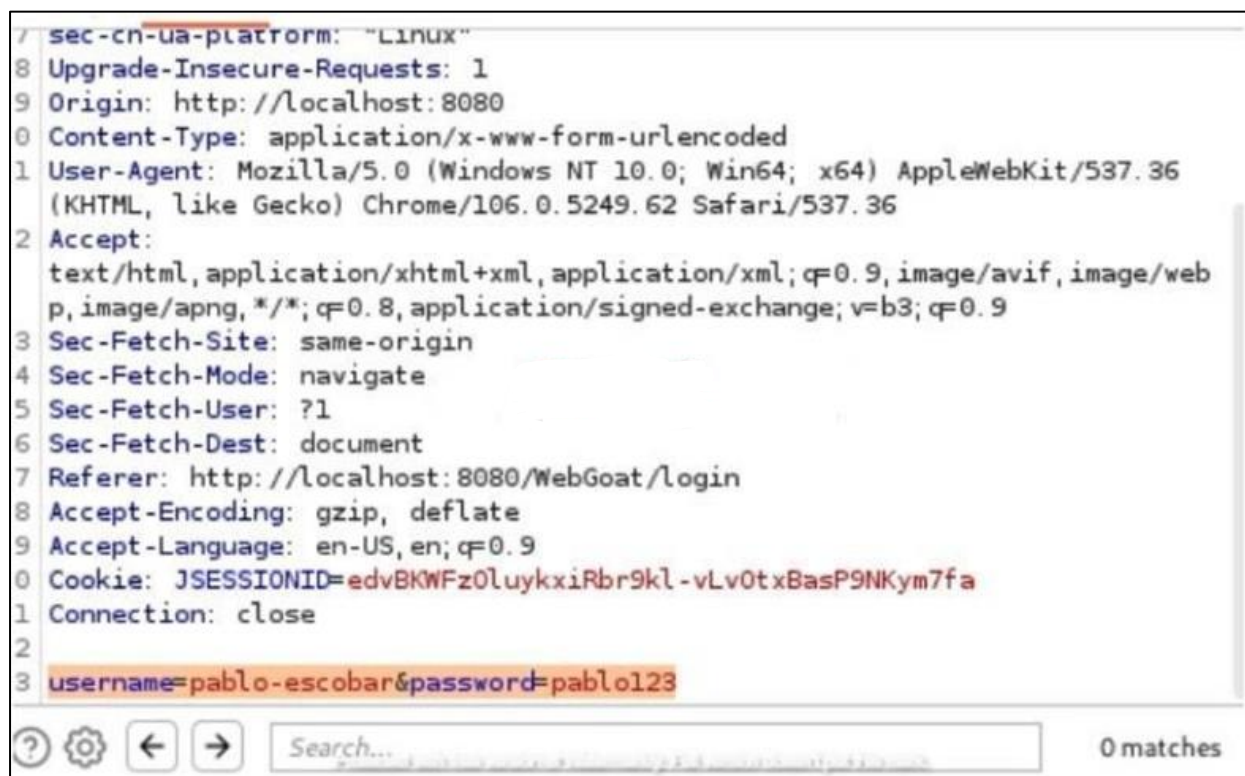 7 sec-ch-ua-platform: "Linux"
8 Upgrade-Insecure-Requests: 1
9 Origin: http://localhost:8080
0 Content-Type: application/x-www-form-urlencoded
1 User-Agent: Mozilla/5.0 (Windows NT 10.0; Win64; x64) AppleWebKit/537.36
(KHTML, like Gecko) Chrome/106.0.5249.62 Safari/537.36
2 Accept:
text/html,application/xhtml+xml,application/xml;q=0.9,image/avif,image/web
p,image/apng,*/*;q=0.8,application/signed-exchange;v=b3;q=0.9
3 Sec-Fetch-Site: same-origin
4 Sec-Fetch-Mode: navigate
5 Sec-Fetch-User: ?1
6 Sec-Fetch-Dest: document
7 Referer: http://localhost:8080/WebGoat/login
8 Accept-Encoding: gzip, deflate
9 Accept-Language: en-US,en;q=0.9
0 Cookie: JSESSIONID=edvBKWFzOluykxiRbr9kl-vLvOtxBasP9NKym7fa
1 Connection: close
2
3 username=pablo-escobar&password=pablo123
Search... 0 matches